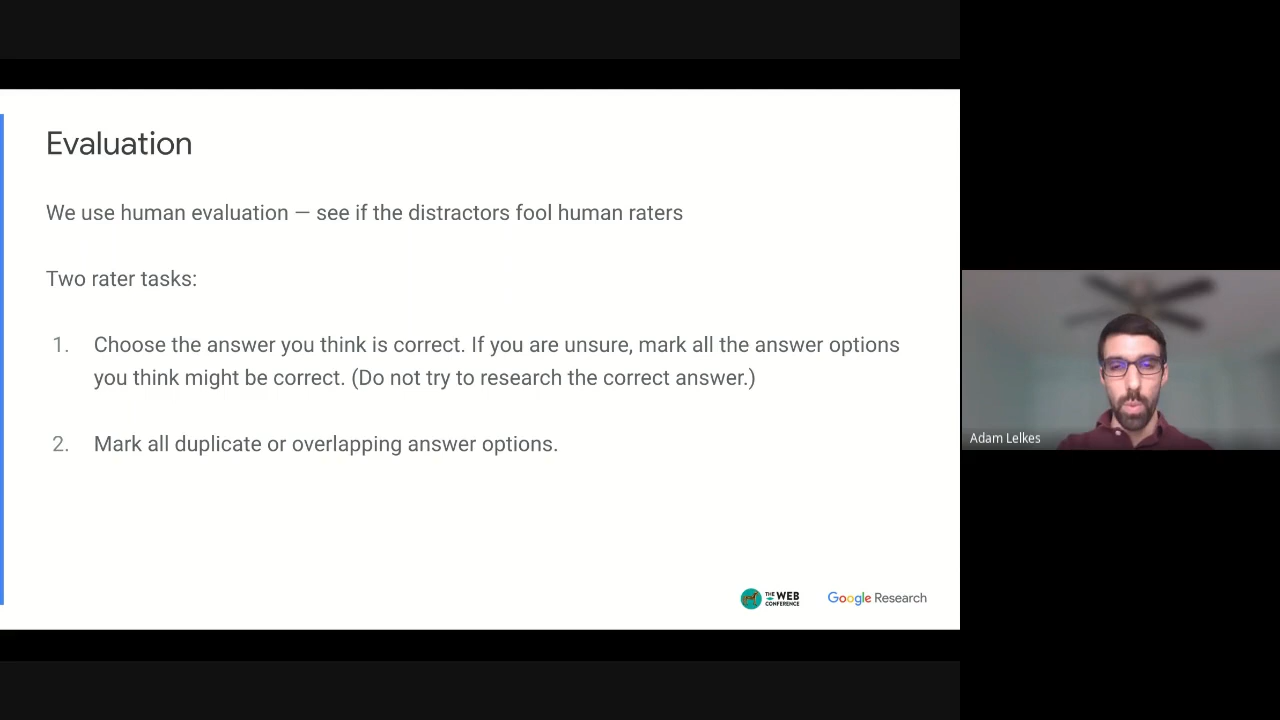 Evaluation
We use human evaluation — see if the distractors fool human raters
Two rater tasks:
1. Choose the answer you think is correct. If you are unsure, mark all the answer options
you think might be correct. (Do not try to research the correct answer.)
2. Mark all duplicate or overlapping answer options.
Adam Lelkes
THE WEB
CONFERENCE
Google Research